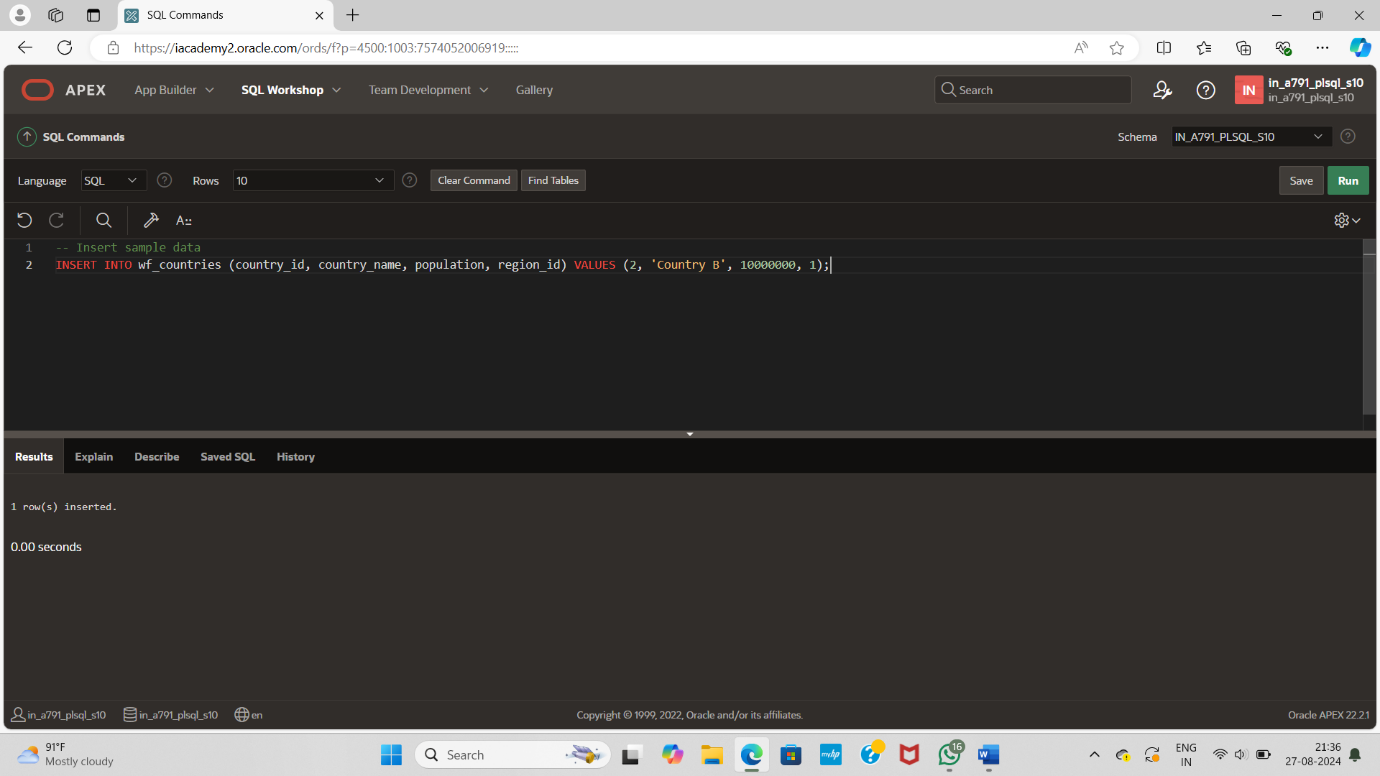 SQL Commands
https://iacademy2.oracle.com/ords/f?p=4500:1003:7574052006919:::::
APEX App Builder SQL Workshop Team Development Gallery Search IN in_a791_plsql_s10
in_a791_plsql_s10
SQL Commands Schema IN_A791_PLSQL_S10
Language SQL Rows 10 Clear Command Find Tables Save Run
A::
1 -- Insert sample data
2 INSERT INTO wf_countries (country_id, country_name, population, region_id) VALUES (2, 'Country B', 10000000, 1);
Results Explain Describe Saved SQL History
1 row(s) inserted.
0.00 seconds
in_a791_plsql_s10 in_a791_plsql_s10 en Copyright © 1999, 2022, Oracle and/or its affiliates. Oracle APEX 22.2.1
91°F
Mostly cloudy
Search
myhp
16
W
ENG
IN
21:36
27-08-2024